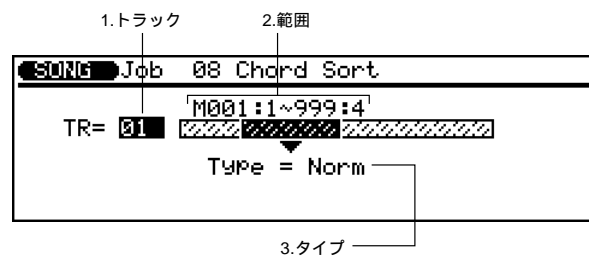 1.トラック 2.範囲
SONG Job 08 Chord Sort
M001:1~999:4
TR= 01
Type = Norm
3.タイプ